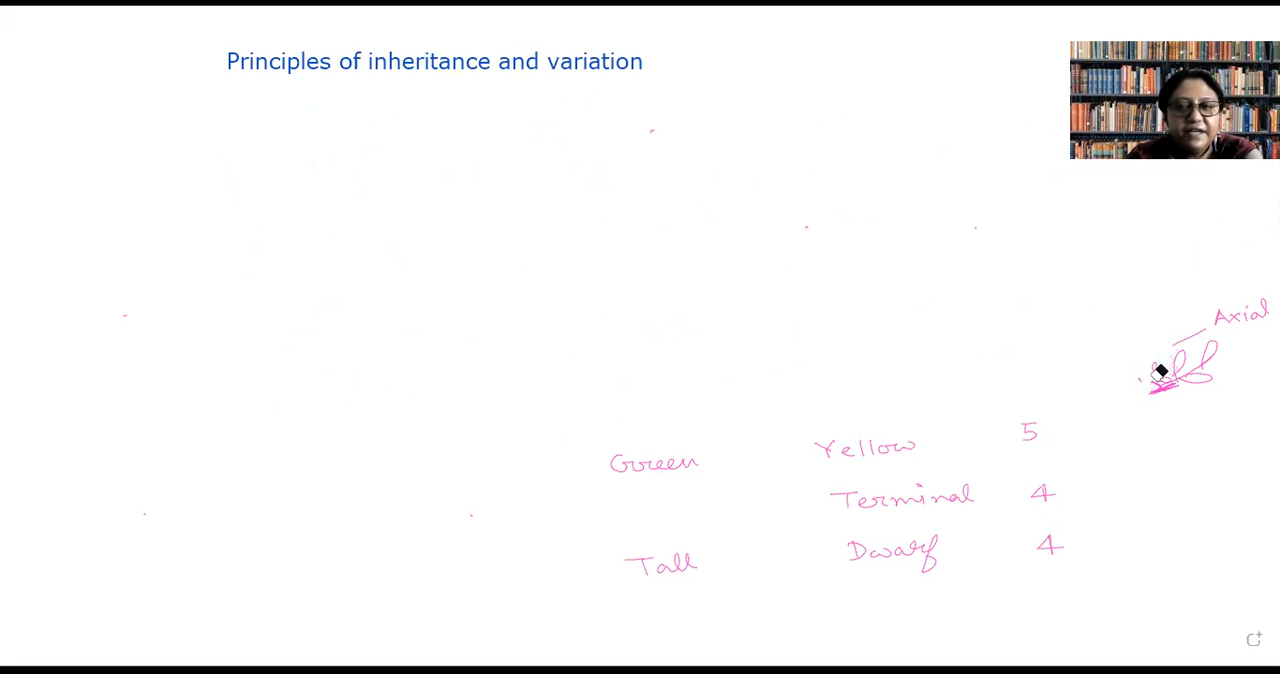 Principles of inheritance and variation
Axial
Green Yellow 5
Terminal 4
Tall Dwarf 4